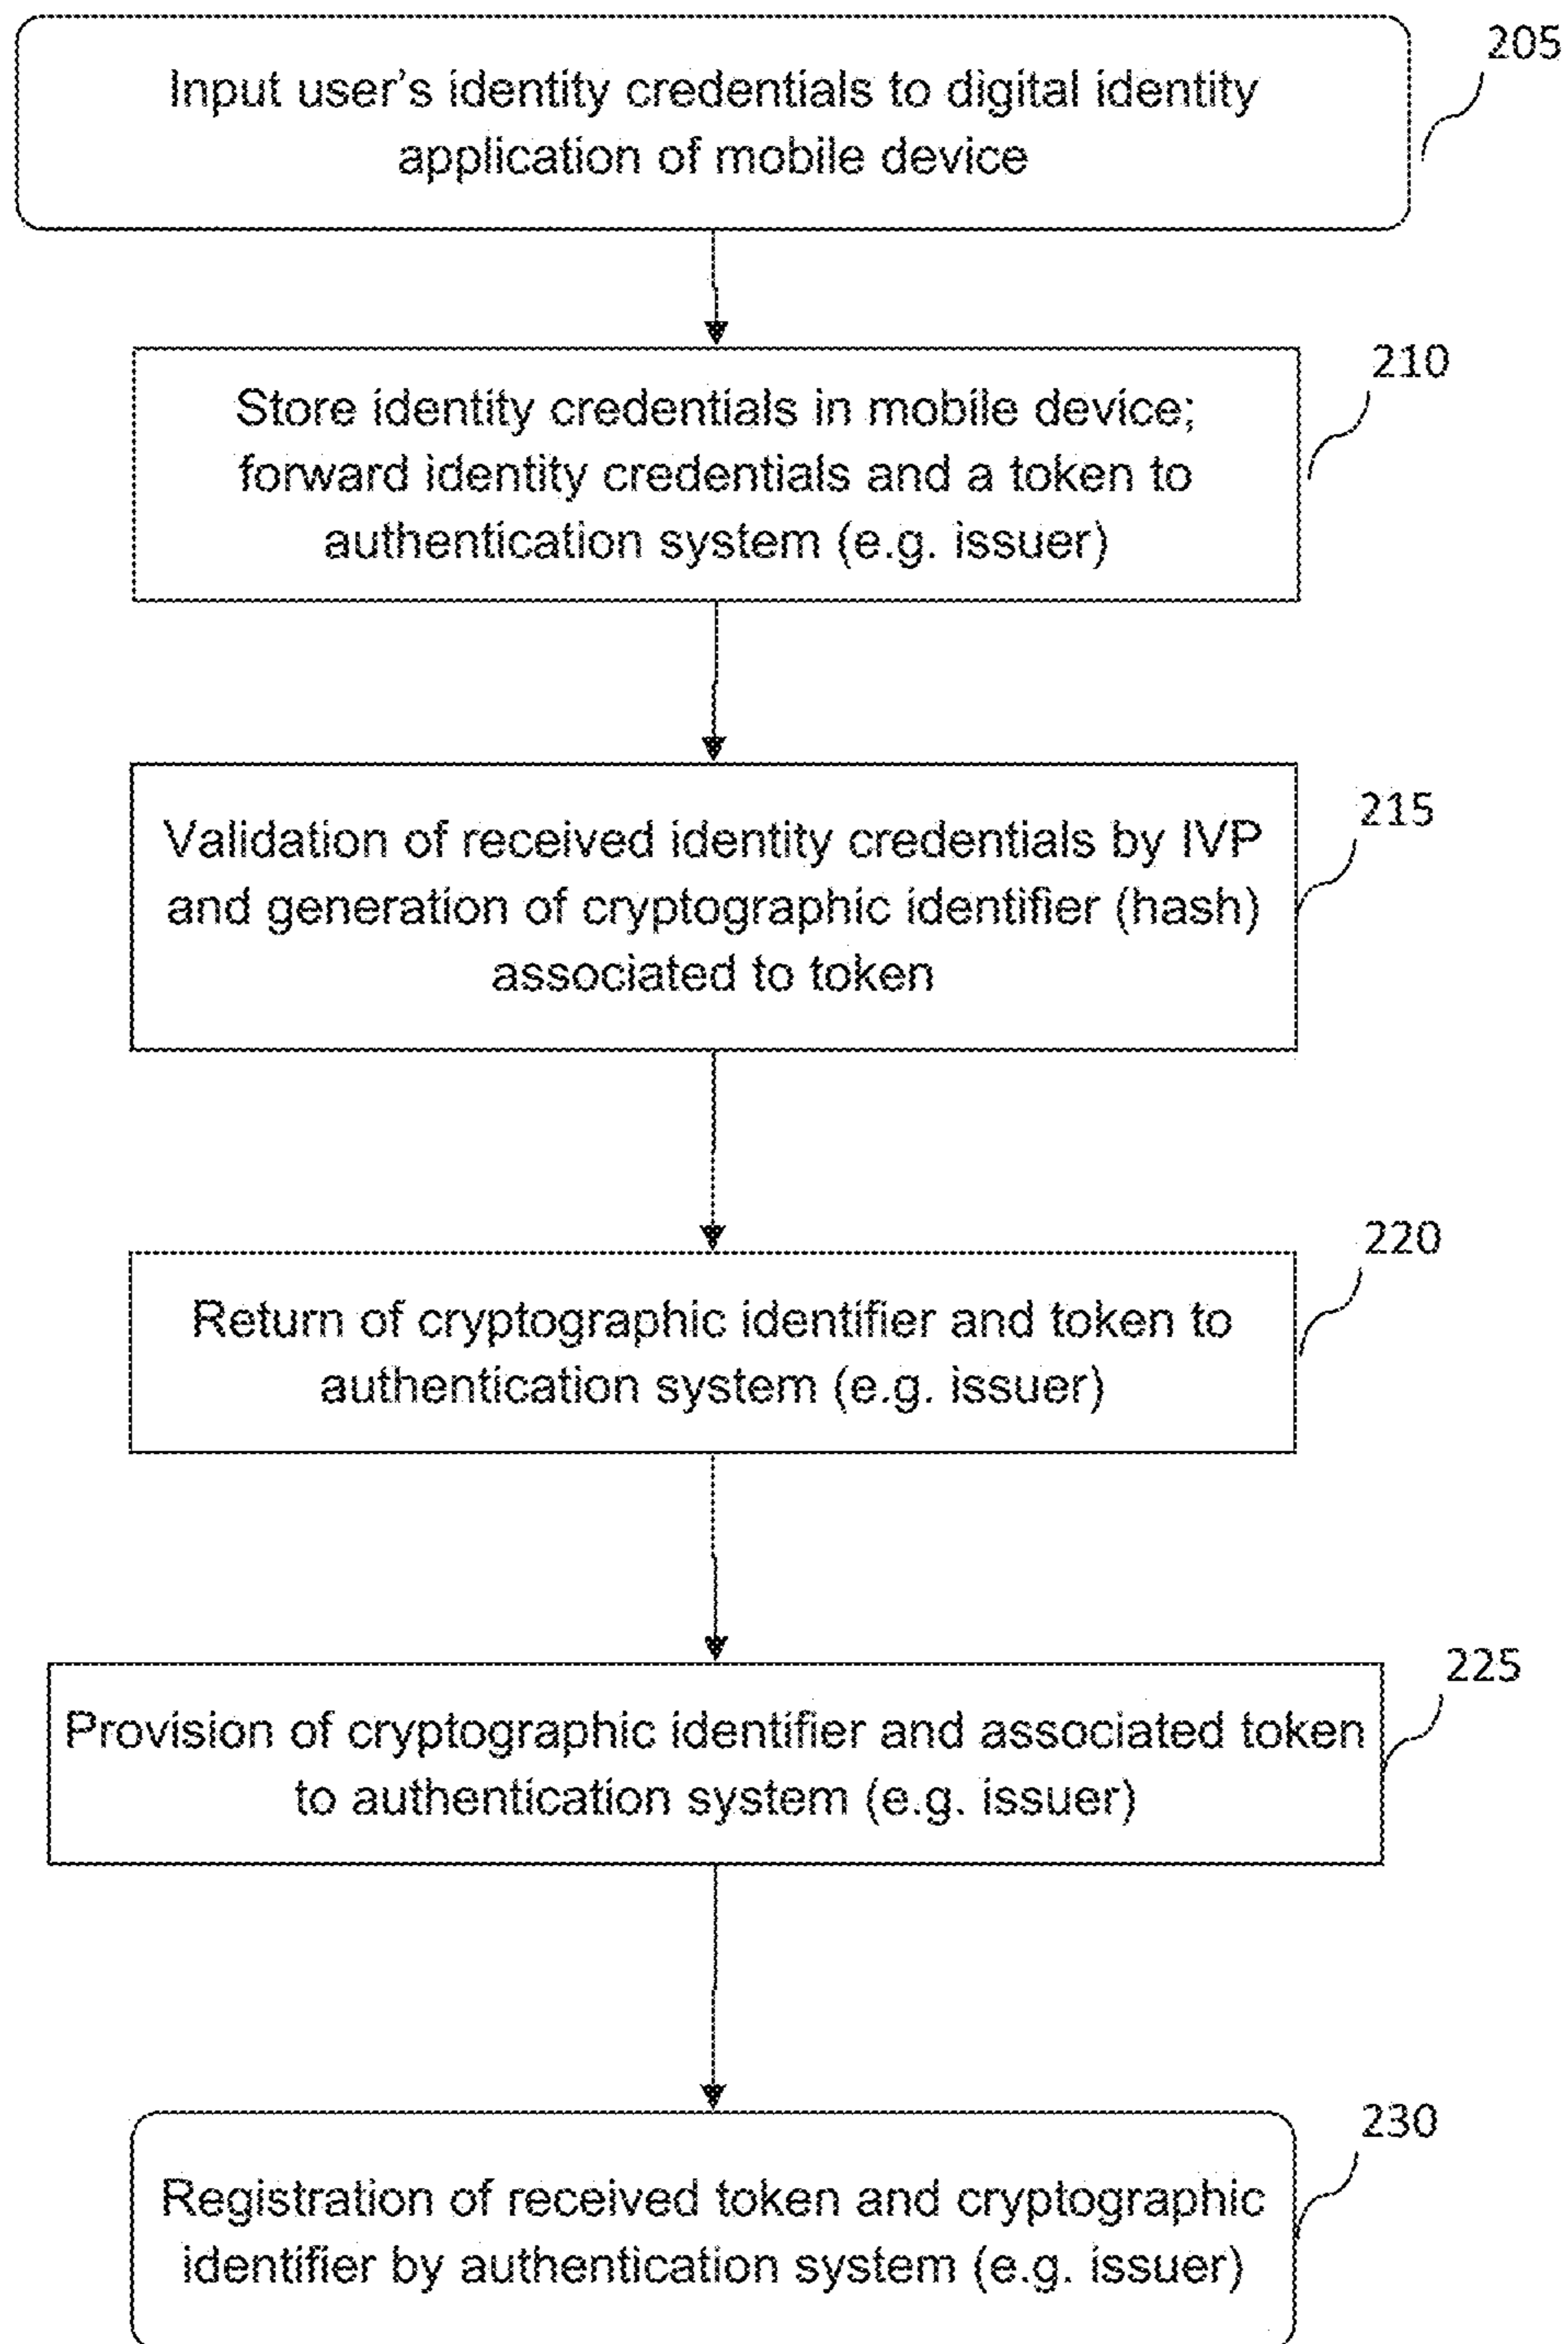 205
Input user's identity credentials to digital identity
application of mobile device
210
Store identity credentials in mobile device;
forward identity credentials and a token to
authentication system (e.g. issuer)
215
Validation of received identity credentials by IVP
and generation of cryptographic identifier (hash)
associated to token
220
Return of cryptographic identifier and token to
authentication system (e.g. issuer)
225
Provision of cryptographic identifier and associated token
to authentication system (e.g. issuer)
230
Registration of received token and cryptographic
identifier by authentication system (e.g. issuer)